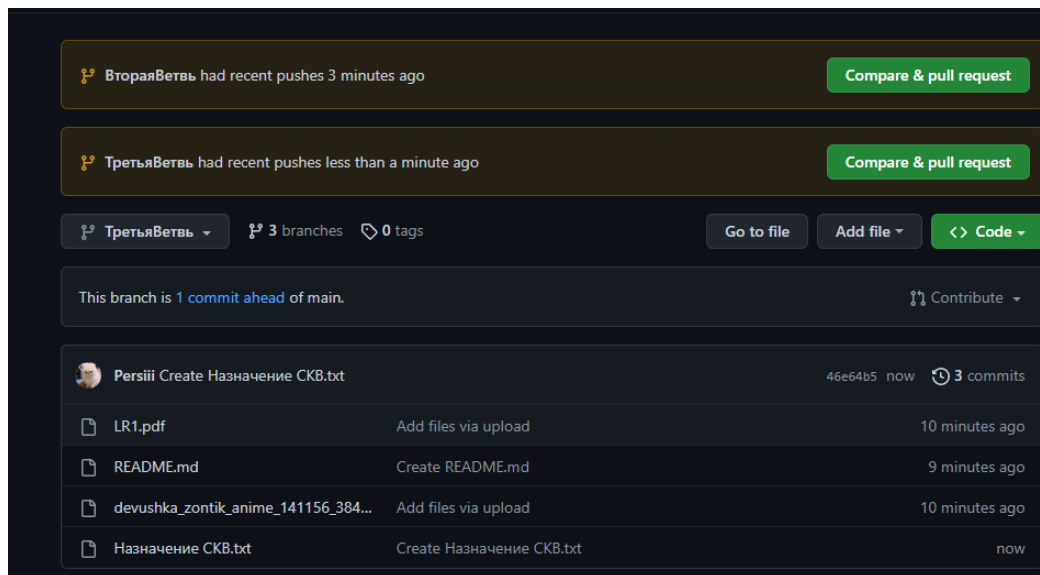 ВтораяВетвь had recent pushes 3 minutes ago
Compare & pull request
ТретьяВетвь had recent pushes less than a minute ago
Compare & pull request
ТретьяВетвь
3 branches
0 tags
Go to file
Add file
<> Code
This branch is 1 commit ahead of main.
Contribute
Persiii Create Назначение СКВ.txt
46e64b5 now
3 commits
LR1.pdf
Add files via upload
10 minutes ago
README.md
Create README.md
9 minutes ago
devushka_zontik_anime_141156_384...
Add files via upload
10 minutes ago
Назначение СКВ.txt
Create Назначение СКВ.txt
now